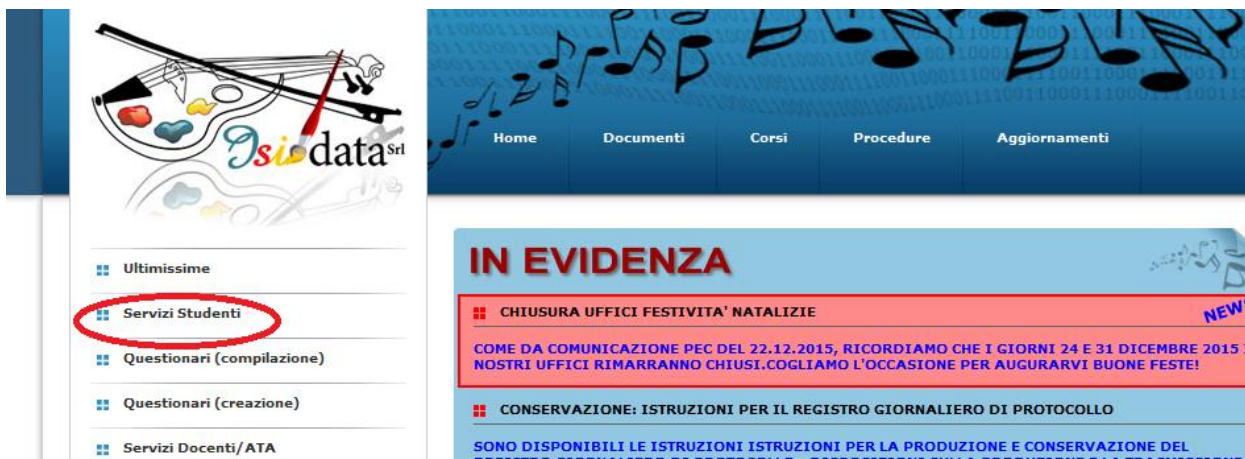 Isidata Srl
Home
Documenti
Corsi
Procedure
Aggiornamenti
Ultimissime
Servizi Studenti
Questionari (compilazione)
Questionari (creazione)
Servizi Docenti/ATA
IN EVIDENZA
CHIUSURA UFFICI FESTIVITA' NATALIZIE
NEW
COME DA COMUNICAZIONE PEC DEL 22.12.2015, RICORDIAMO CHE I GIORNI 24 E 31 DICEMBRE 2015
NOSTRI UFFICI RIMARRANNO CHIUSI.COGLIAMO L'OCCASIONE PER AUGURARVI BUONE FESTE!
CONSERVAZIONE: ISTRUZIONI PER IL REGISTRO GIORNALIERO DI PROTOCOLLO
SONO DISPONIBILI LE ISTRUZIONI ISTRUZIONI PER LA PRODUZIONE E CONSERVAZIONE DEL